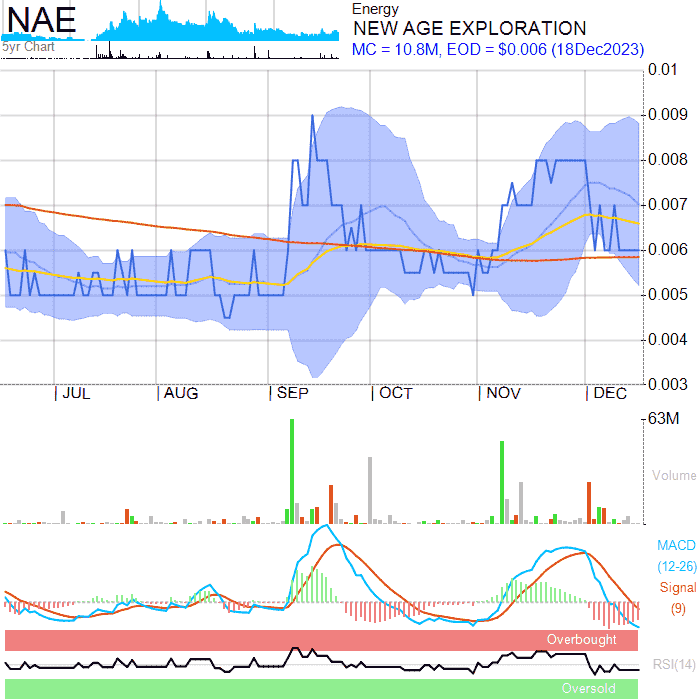 NAE
5yr Chart
Energy
NEW AGE EXPLORATION
MC = 10.8M, EOD = $0.006 (18Dec2023)
0.01
0.009
0.008
0.007
0.006
0.005
0.004
0.003
JUL
AUG
SEP
OCT
NOV
DEC
63M
Volume
MACD
(12-26)
Signal
(9)
Overbought
RSI(14)
Oversold